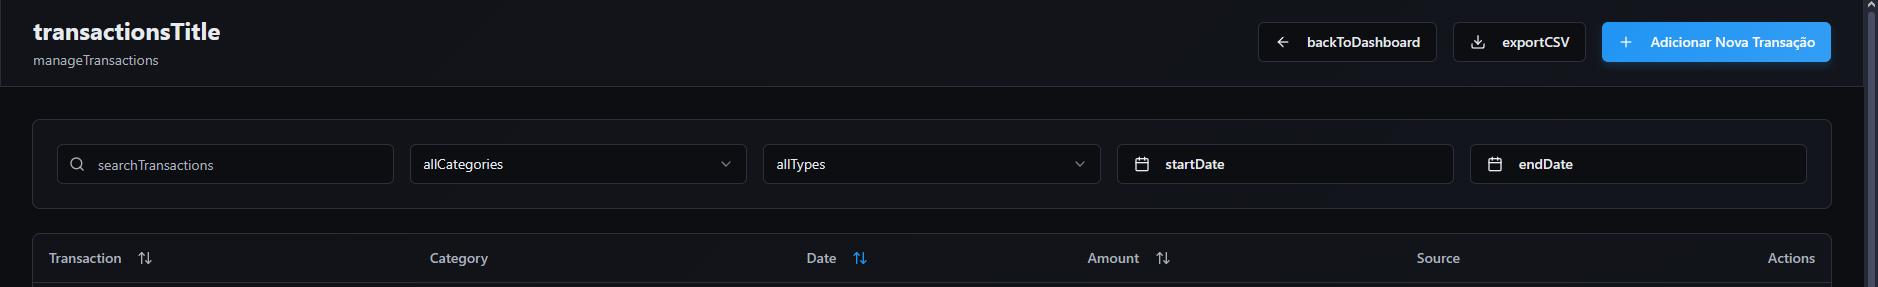 transactionsTitle
manageTransactions
backToDashboard
exportCSV
Adicionar Nova Transação
searchTransactions
allCategories
allTypes
startDate
endDate
Transaction Category Date Amount Source Actions